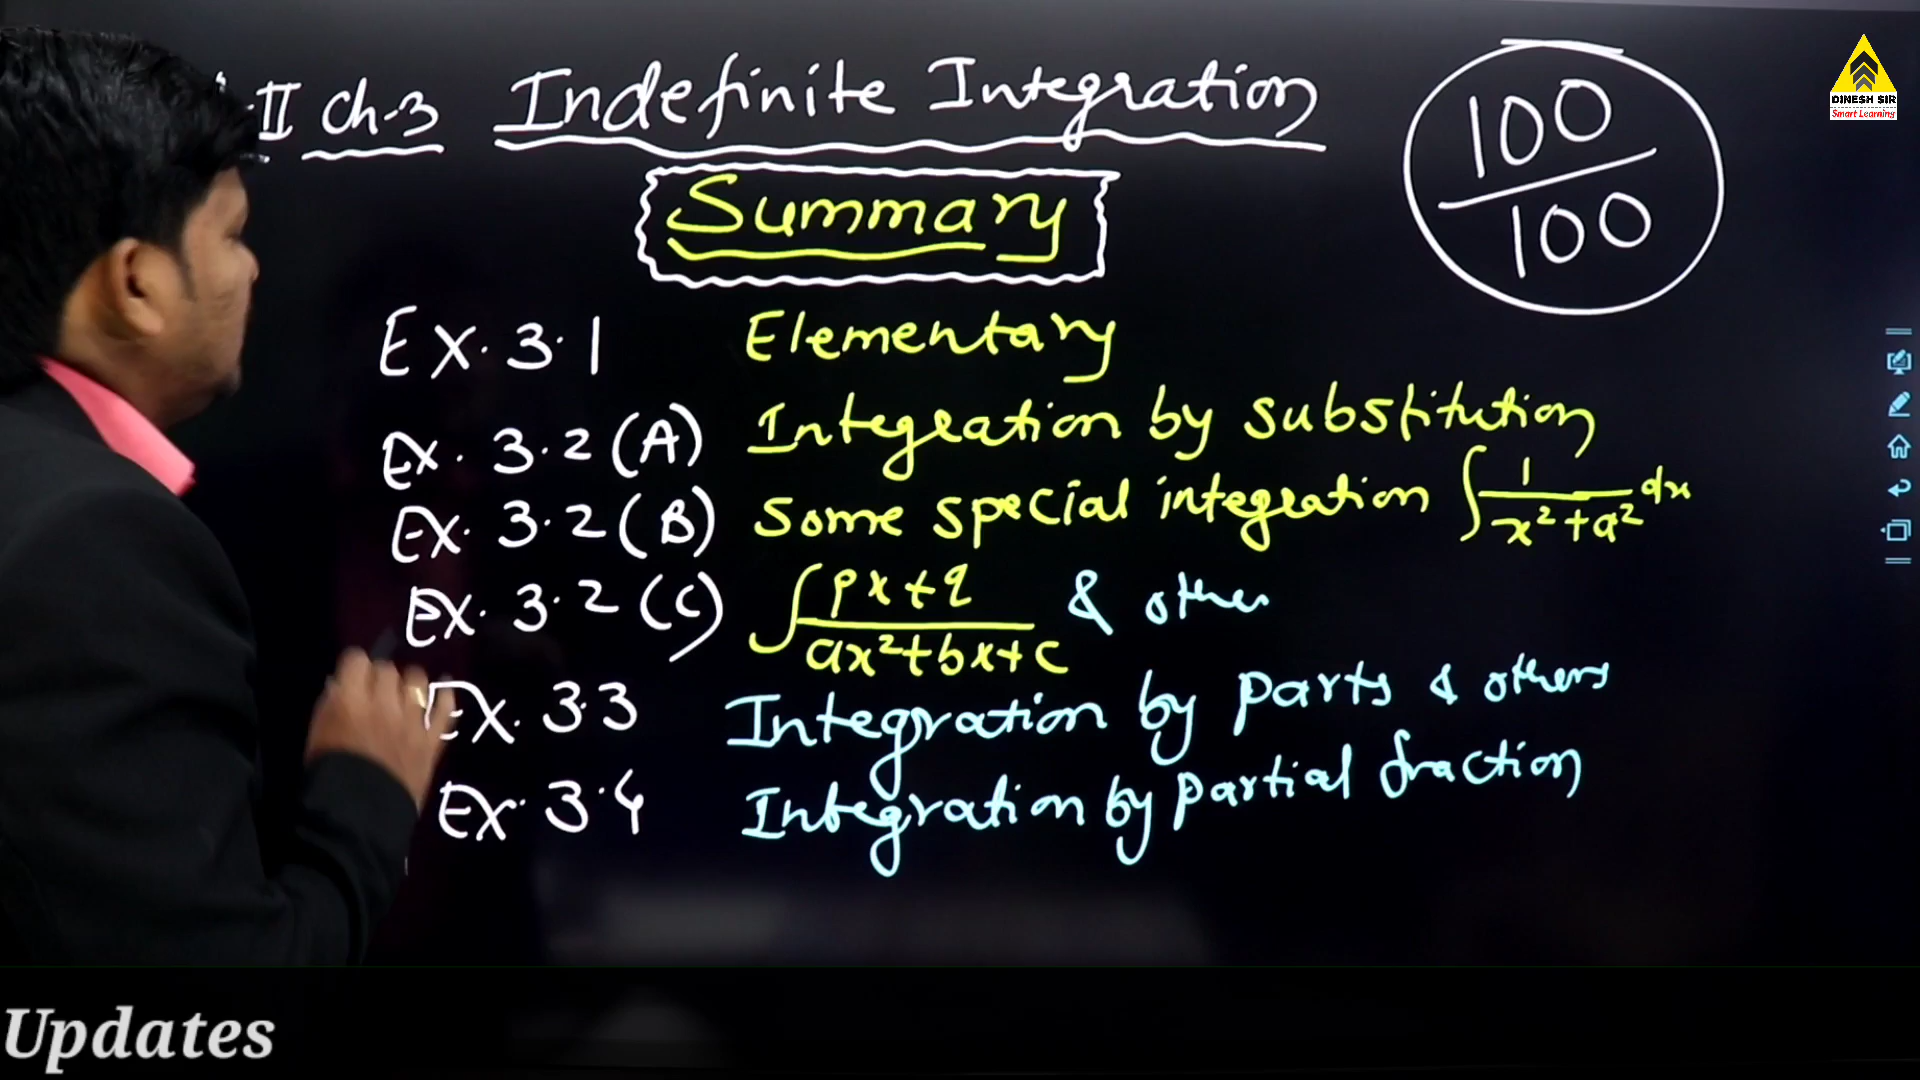 II Ch.3 Indefinite Integration
100
100
DINESH SIR
Smart Learning
Summary
Ex. 3.1 Elementary
Ex. 3.2 (A) Integration by substitution
Ex. 3.2 (B) Some special integration ∫ 1/(x²+a²) dx
Ex. 3.2 (C) ∫ (px+q)/(ax²+bx+c) & other
Ex. 3.3 Integration by parts & others
Ex. 3.4 Integration by partial fraction
Updates